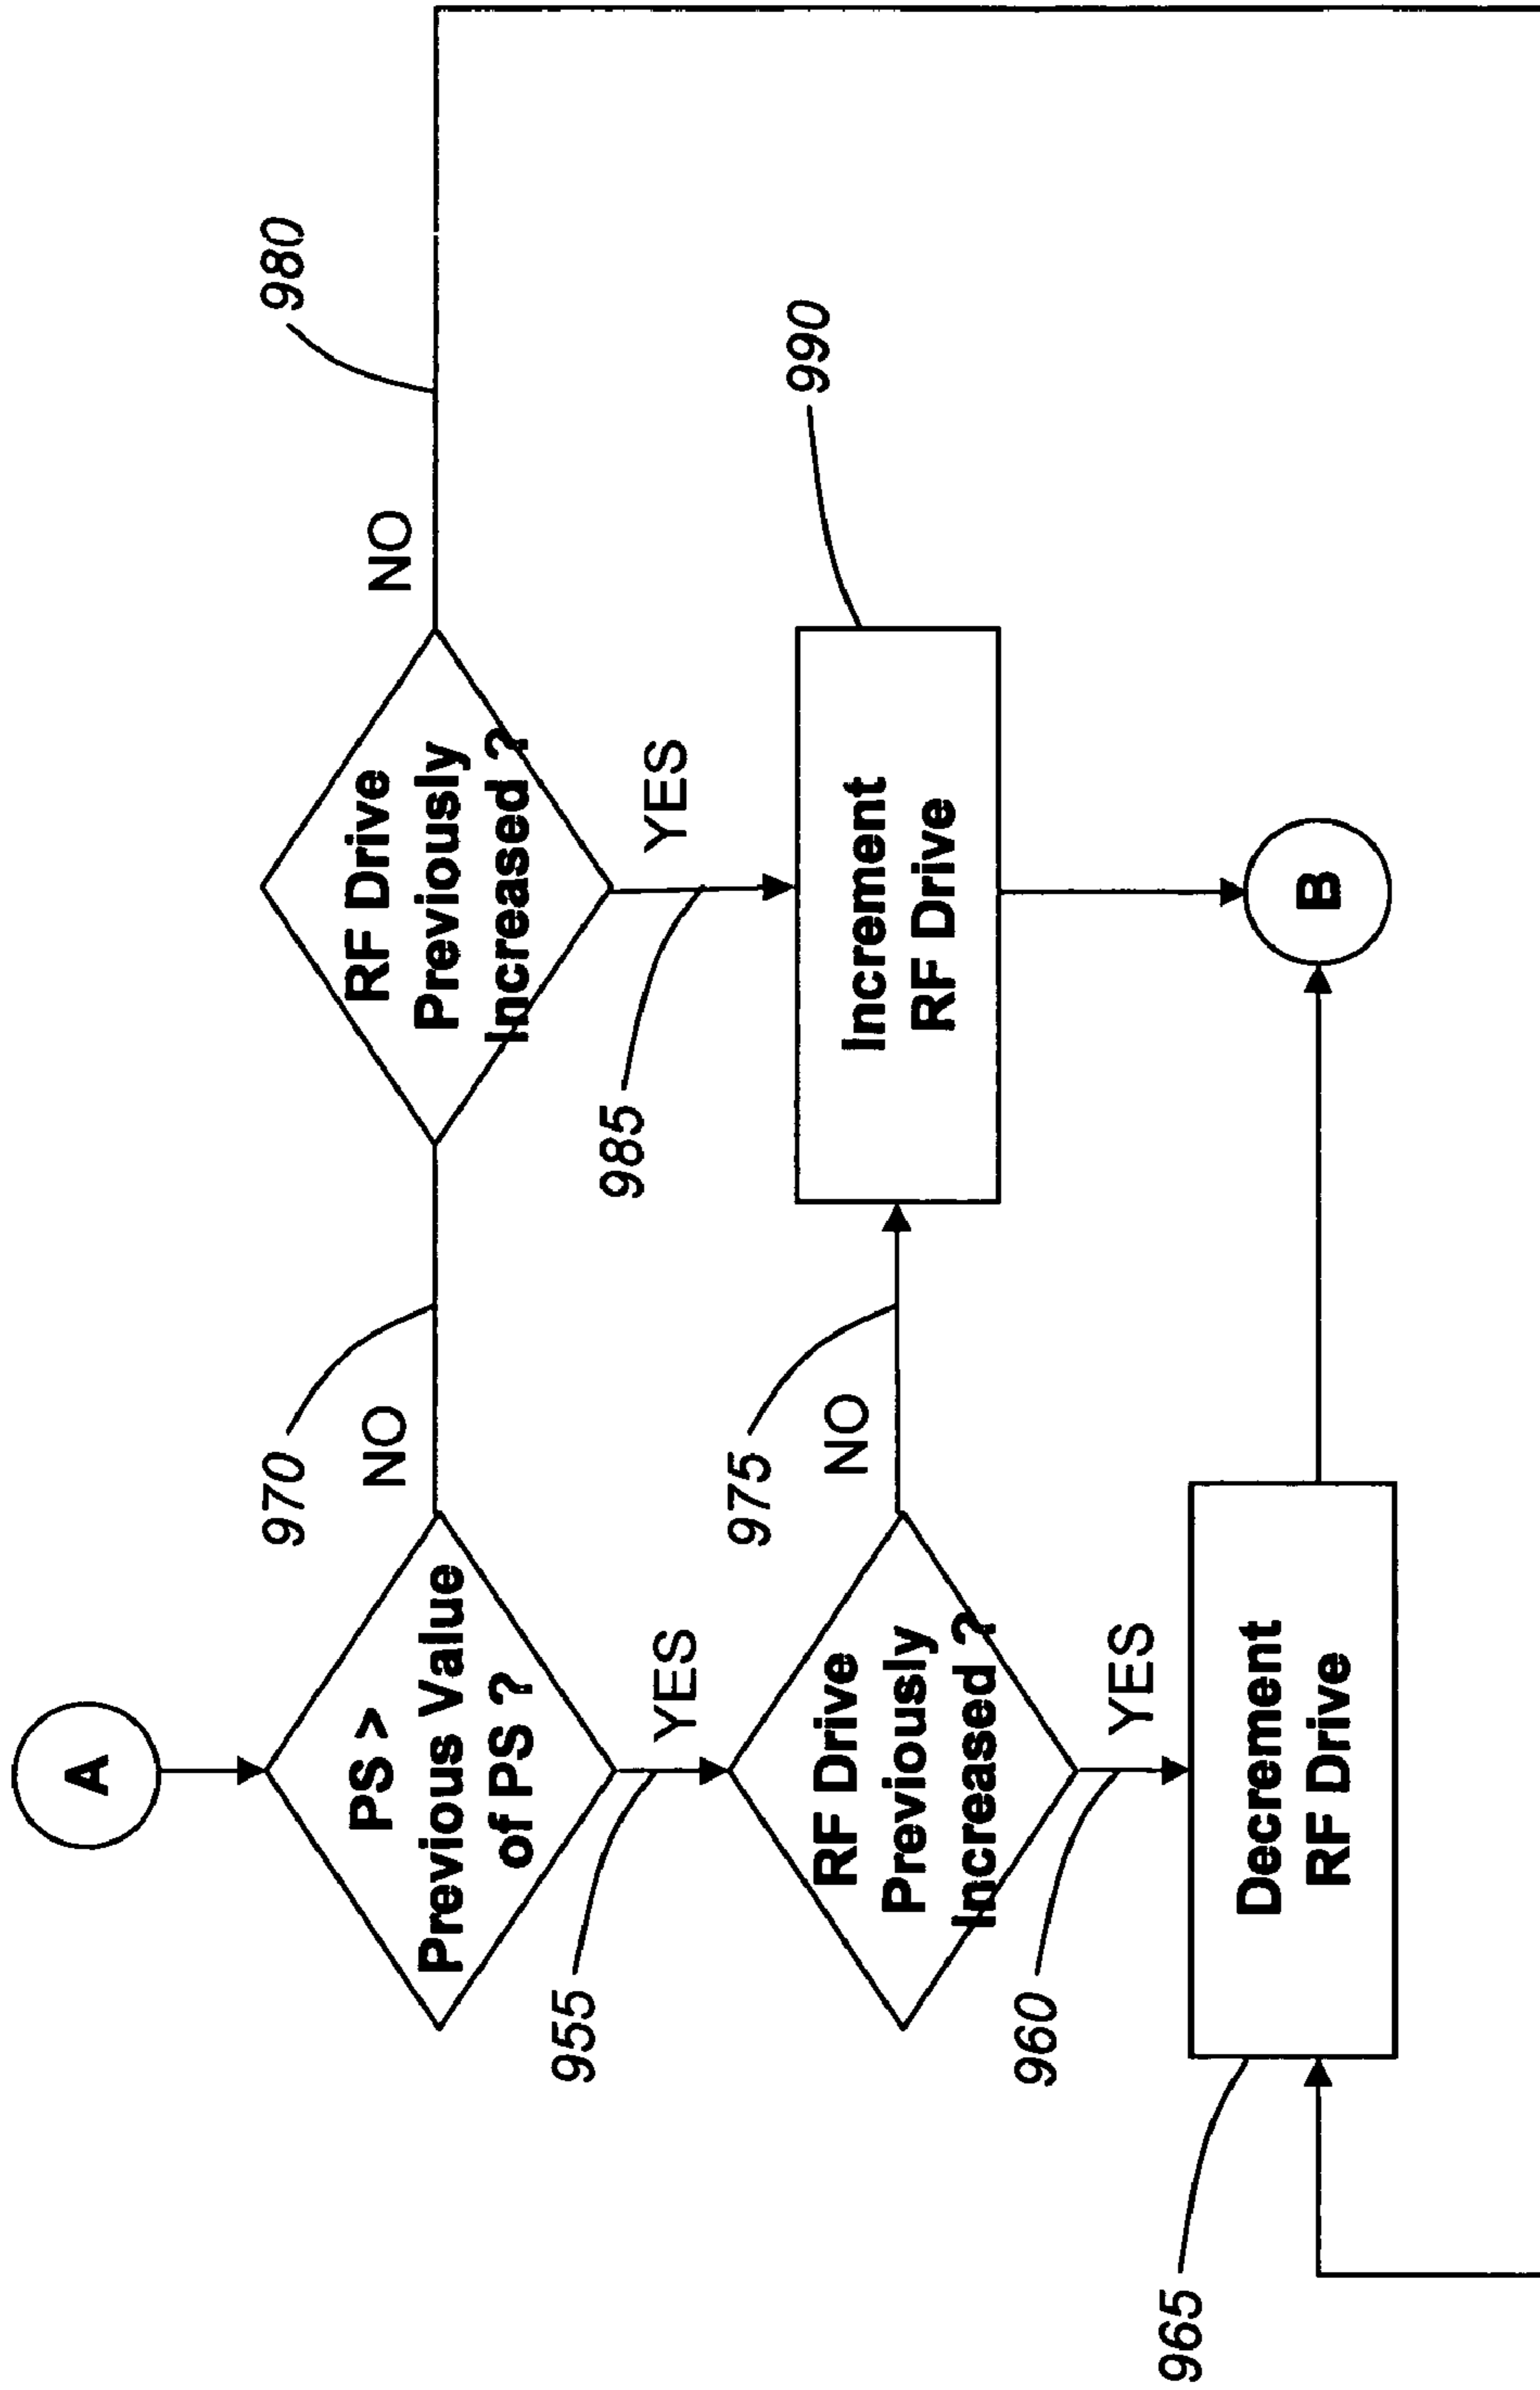 A
PS >
Previous Value
of PS ?
970
NO
RF Drive
Previously
Increased ?
NO
980
955
YES
985
YES
RF Drive
Previously
Increased ?
975
NO
Increment
RF Drive
990
960
YES
965
Decrement
RF Drive
B